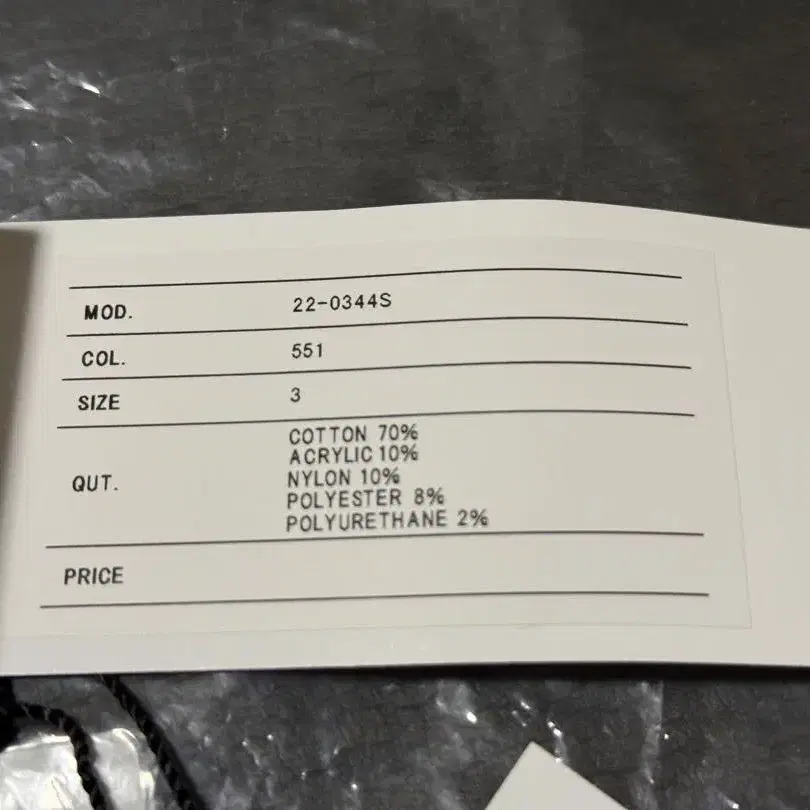 MOD. 22-0344S
COL. 551
SIZE 3
COTTON 70%
ACRYLIC 10%
QUT. NYLON 10%
POLYESTER 8%
POLYURETHANE 2%
PRICE